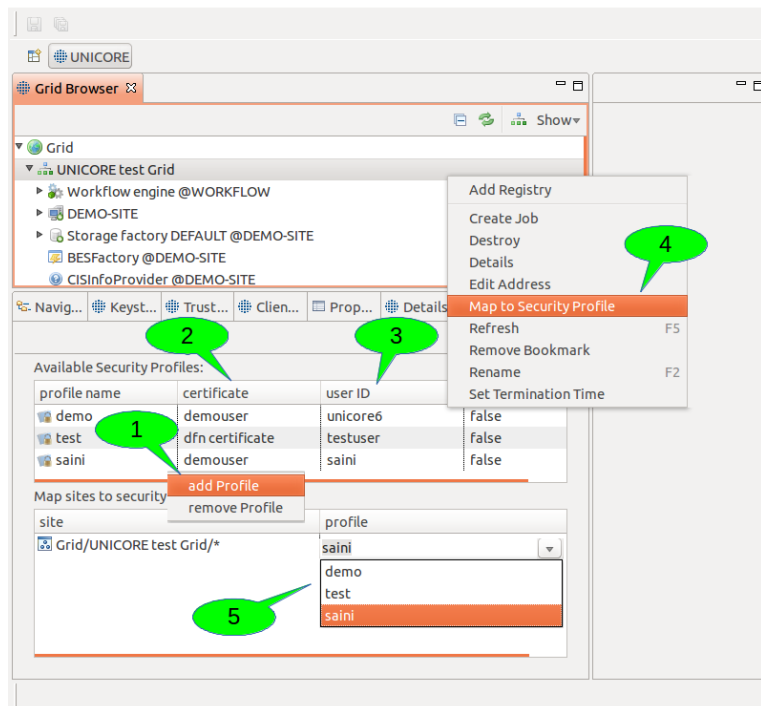 UNICORE
Grid Browser
Show
Grid
UNICORE test Grid
Workflow engine @WORKFLOW
DEMO-SITE
Storage factory DEFAULT @DEMO-SITE
BESFactory @DEMO-SITE
CISInfoProvider @DEMO-SITE
Add Registry
Create Job
Destroy
Details
Edit Address
Map to Security Profile
Refresh F5
Remove Bookmark
Rename F2
Set Termination Time
4
Navig... Keyst... Trust... Clien... Prop... Details
2 3
Available Security Profiles:
profile name certificate user ID
demo demouser unicore6 false
test dfn certificate testuser false
saini demouser saini false
1
add Profile
remove Profile
Map sites to security
site profile
Grid/UNICORE test Grid/* saini
demo
test
saini
5